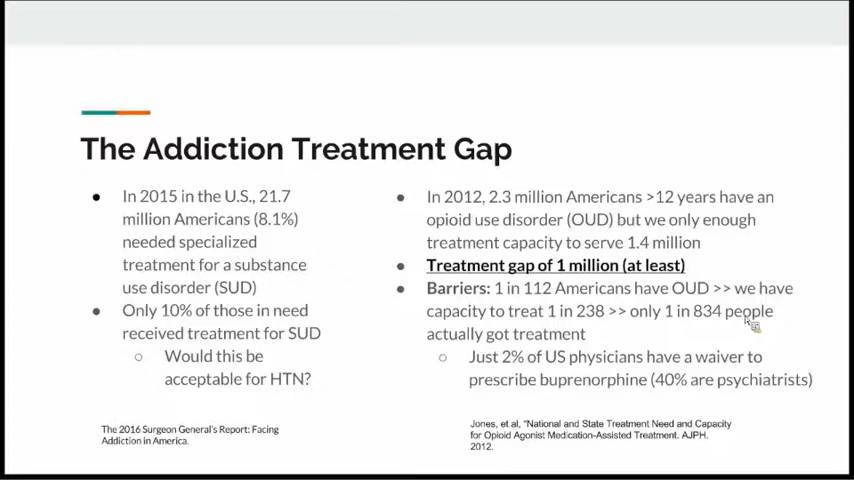 The Addiction Treatment Gap
● In 2015 in the U.S., 21.7
million Americans (8.1%)
needed specialized
treatment for a substance
use disorder (SUD)
● Only 10% of those in need
received treatment for SUD
○ Would this be
acceptable for HTN?
The 2016 Surgeon General's Report: Facing
Addiction in America.
● In 2012, 2.3 million Americans >12 years have an
opioid use disorder (OUD) but we only enough
treatment capacity to serve 1.4 million
● Treatment gap of 1 million (at least)
● Barriers: 1 in 112 Americans have OUD >> we have
capacity to treat 1 in 238 >> only 1 in 834 people
actually got treatment
○ Just 2% of US physicians have a waiver to
prescribe buprenorphine (40% are psychiatrists)
Jones, et al, "National and State Treatment Need and Capacity
for Opioid Agonist Medication-Assisted Treatment. AJPH.
2012.